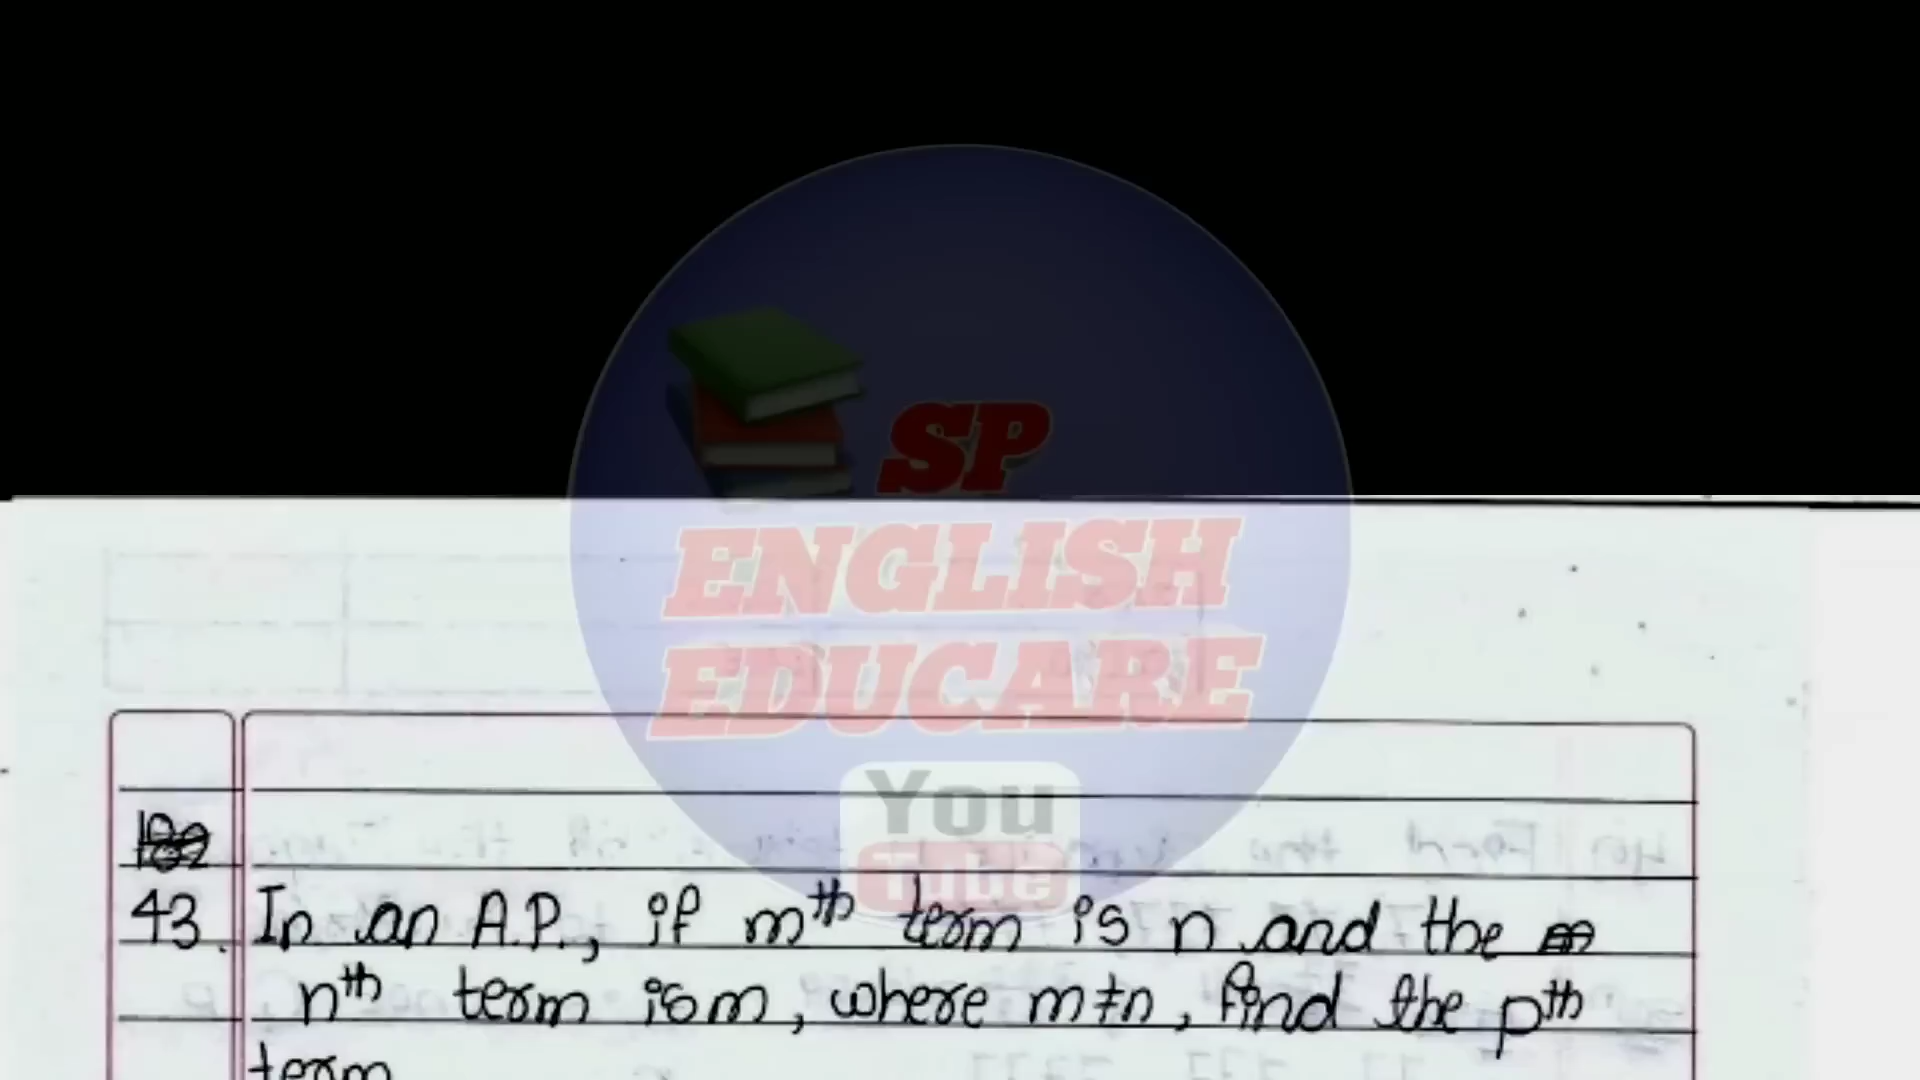 SP
ENGLISH
EDUCARE
You
Tube
43. In an A.P., if mth term is n and the
nth term is m, where m≠n, find the pth
term